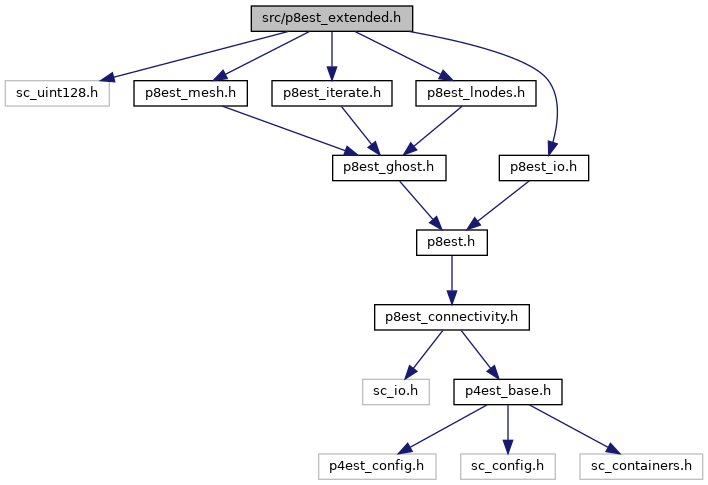 src/p8est_extended.h
sc_uint128.h
p8est_mesh.h
p8est_iterate.h
p8est_lnodes.h
p8est_ghost.h
p8est_io.h
p8est.h
p8est_connectivity.h
sc_io.h
p4est_base.h
p4est_config.h
sc_config.h
sc_containers.h